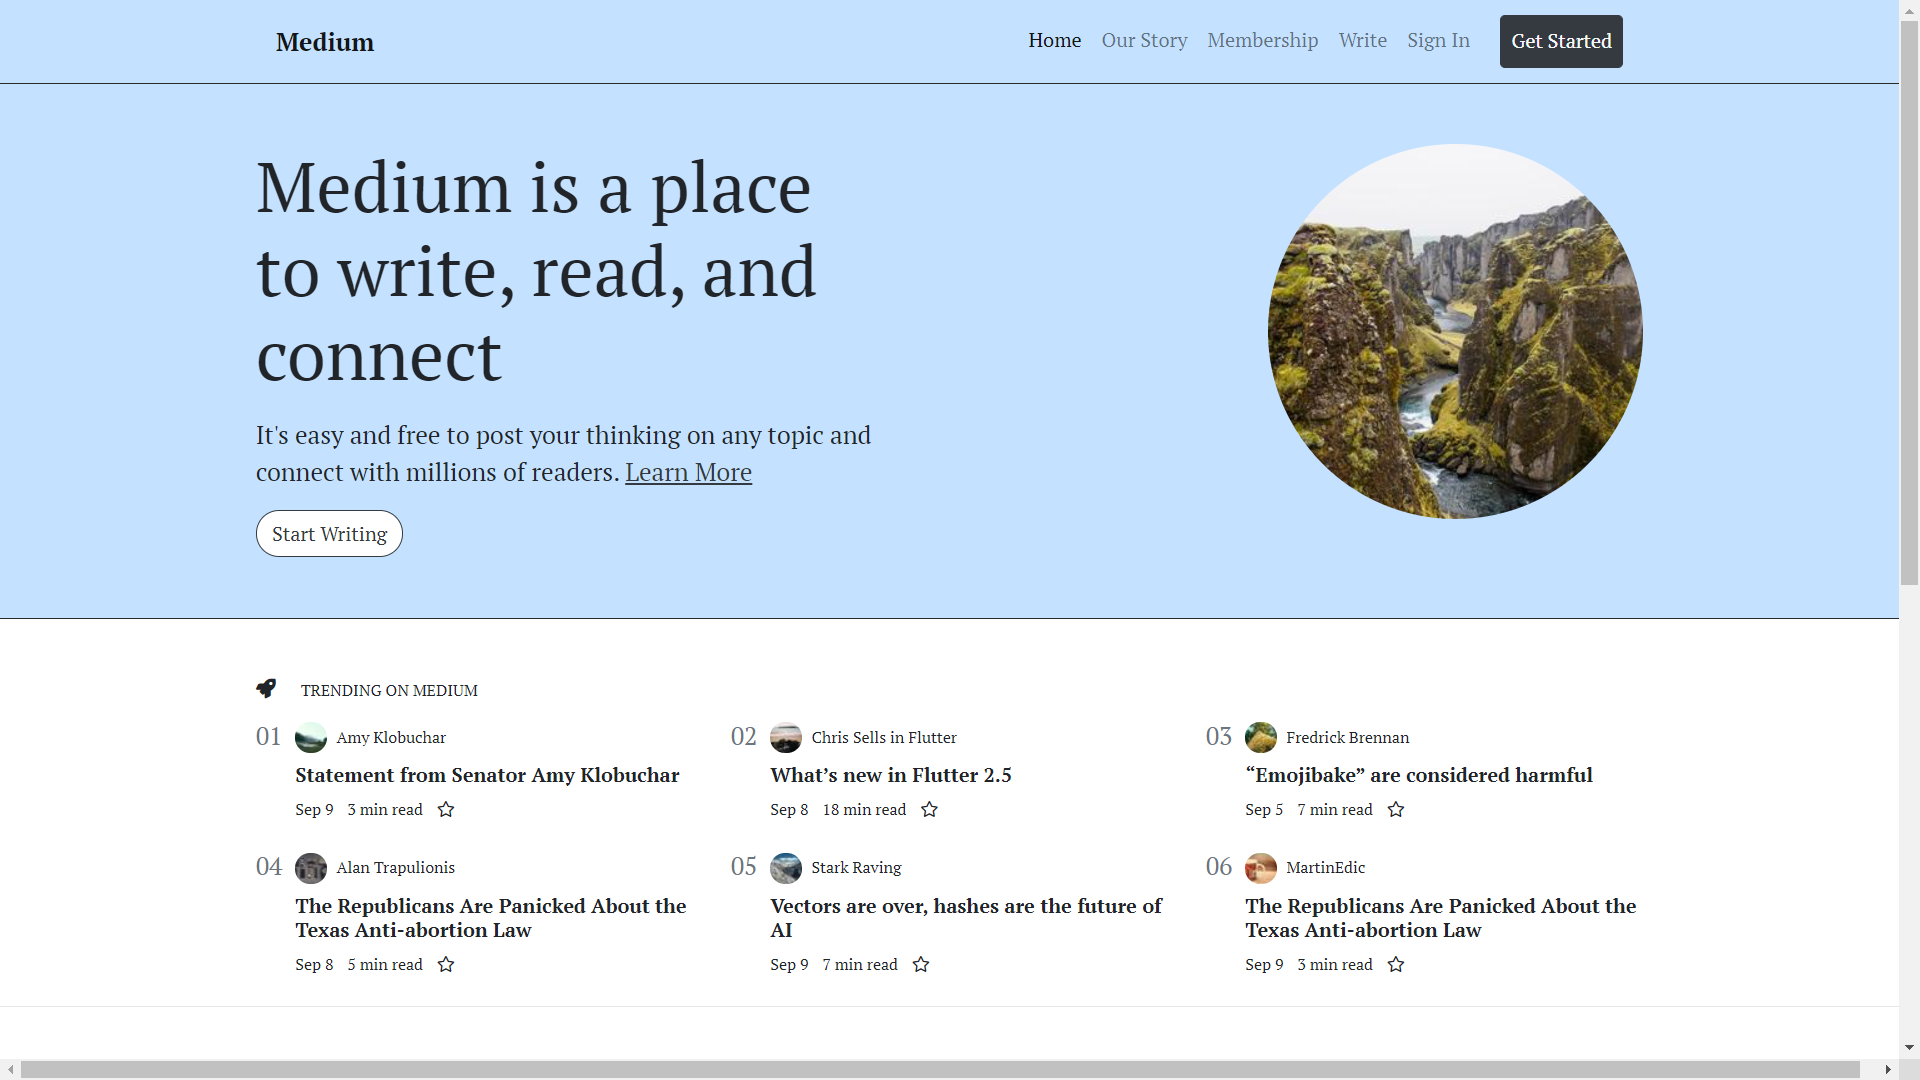 Medium
Home Our Story Membership Write Sign In Get Started
Medium is a place
to write, read, and
connect
It's easy and free to post your thinking on any topic and
connect with millions of readers. Learn More
Start Writing
TRENDING ON MEDIUM
01 Amy Klobuchar
Statement from Senator Amy Klobuchar
Sep 9 3 min read
02 Chris Sells in Flutter
What’s new in Flutter 2.5
Sep 8 18 min read
03 Fredrick Brennan
“Emojibake” are considered harmful
Sep 5 7 min read
04 Alan Trapulionis
The Republicans Are Panicked About the
Texas Anti-abortion Law
Sep 8 5 min read
05 Stark Raving
Vectors are over, hashes are the future of
AI
Sep 9 7 min read
06 MartinEdic
The Republicans Are Panicked About the
Texas Anti-abortion Law
Sep 9 3 min read